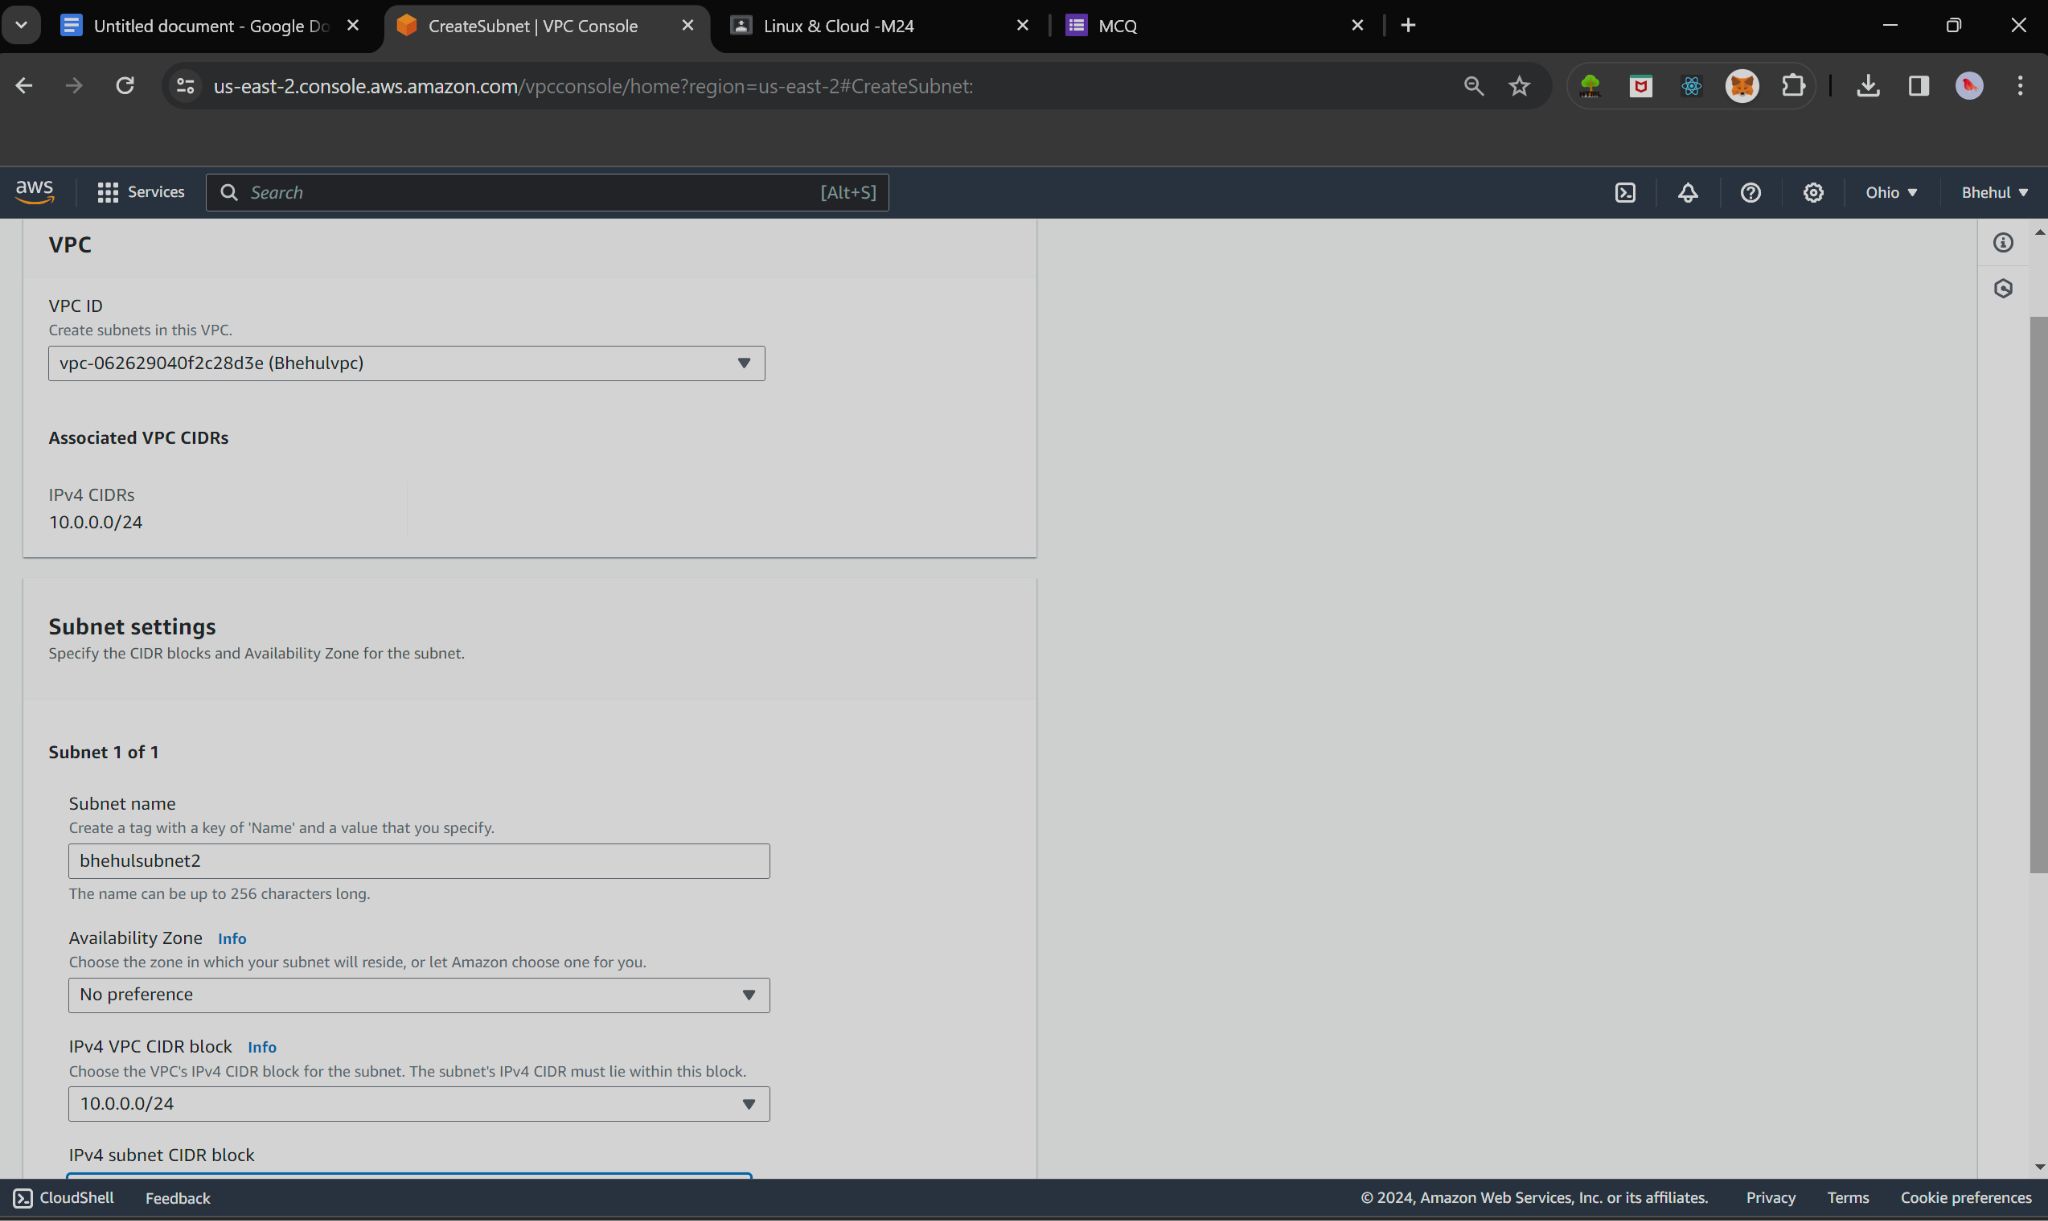 Untitled document - Google Do
CreateSubnet | VPC Console
Linux & Cloud -M24
MCQ
us-east-2.console.aws.amazon.com/vpcconsole/home?region=us-east-2#CreateSubnet:
aws
Services
Search
[Alt+S]
Ohio
Bhehul
VPC
VPC ID
Create subnets in this VPC.
vpc-062629040f2c28d3e (Bhehulvpc)
Associated VPC CIDRs
IPv4 CIDRs
10.0.0.0/24
Subnet settings
Specify the CIDR blocks and Availability Zone for the subnet.
Subnet 1 of 1
Subnet name
Create a tag with a key of 'Name' and a value that you specify.
bhehulsubnet2
The name can be up to 256 characters long.
Availability Zone Info
Choose the zone in which your subnet will reside, or let Amazon choose one for you.
No preference
IPv4 VPC CIDR block Info
Choose the VPC's IPv4 CIDR block for the subnet. The subnet's IPv4 CIDR must lie within this block.
10.0.0.0/24
IPv4 subnet CIDR block
CloudShell
Feedback
© 2024, Amazon Web Services, Inc. or its affiliates.
Privacy
Terms
Cookie preferences